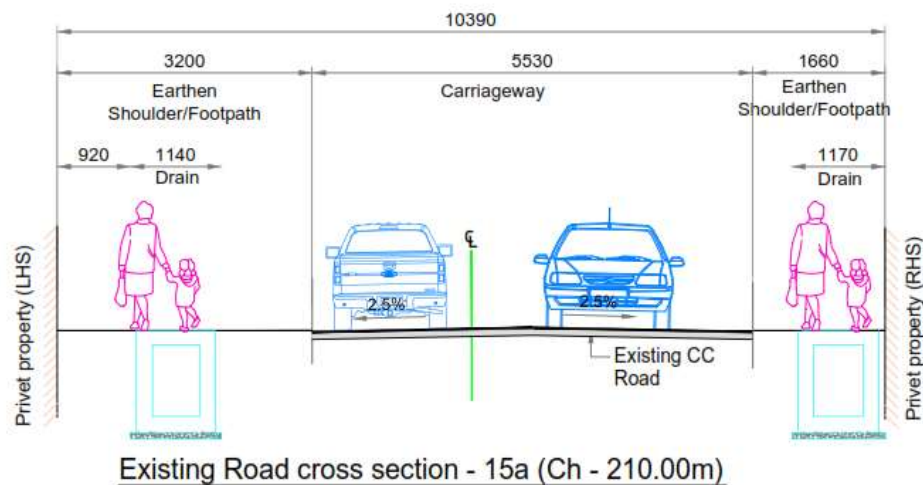 10390
3200
5530
1660
Earthen
Shoulder/Footpath
Carriageway
Earthen
Shoulder/Footpath
920
1140
1170
Drain
Drain
℄
2.5%
2.5%
Privet property (LHS)
Privet property (RHS)
Existing CC
Road
Existing Road cross section - 15a (Ch - 210.00m)